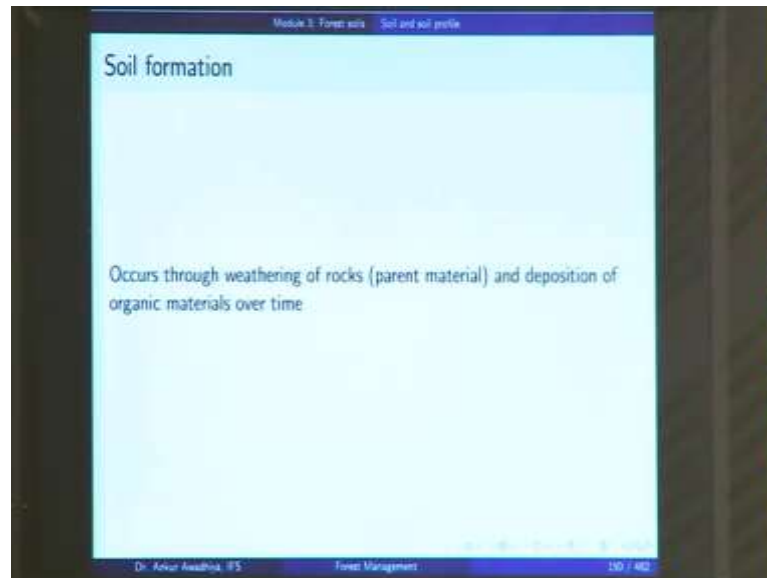 Module 3: Forest soils Soil and soil profile
Soil formation
Occurs through weathering of rocks (parent material) and deposition of
organic materials over time
Dr. Ankur Awadhiya, IFS Forest Management 150 / 482